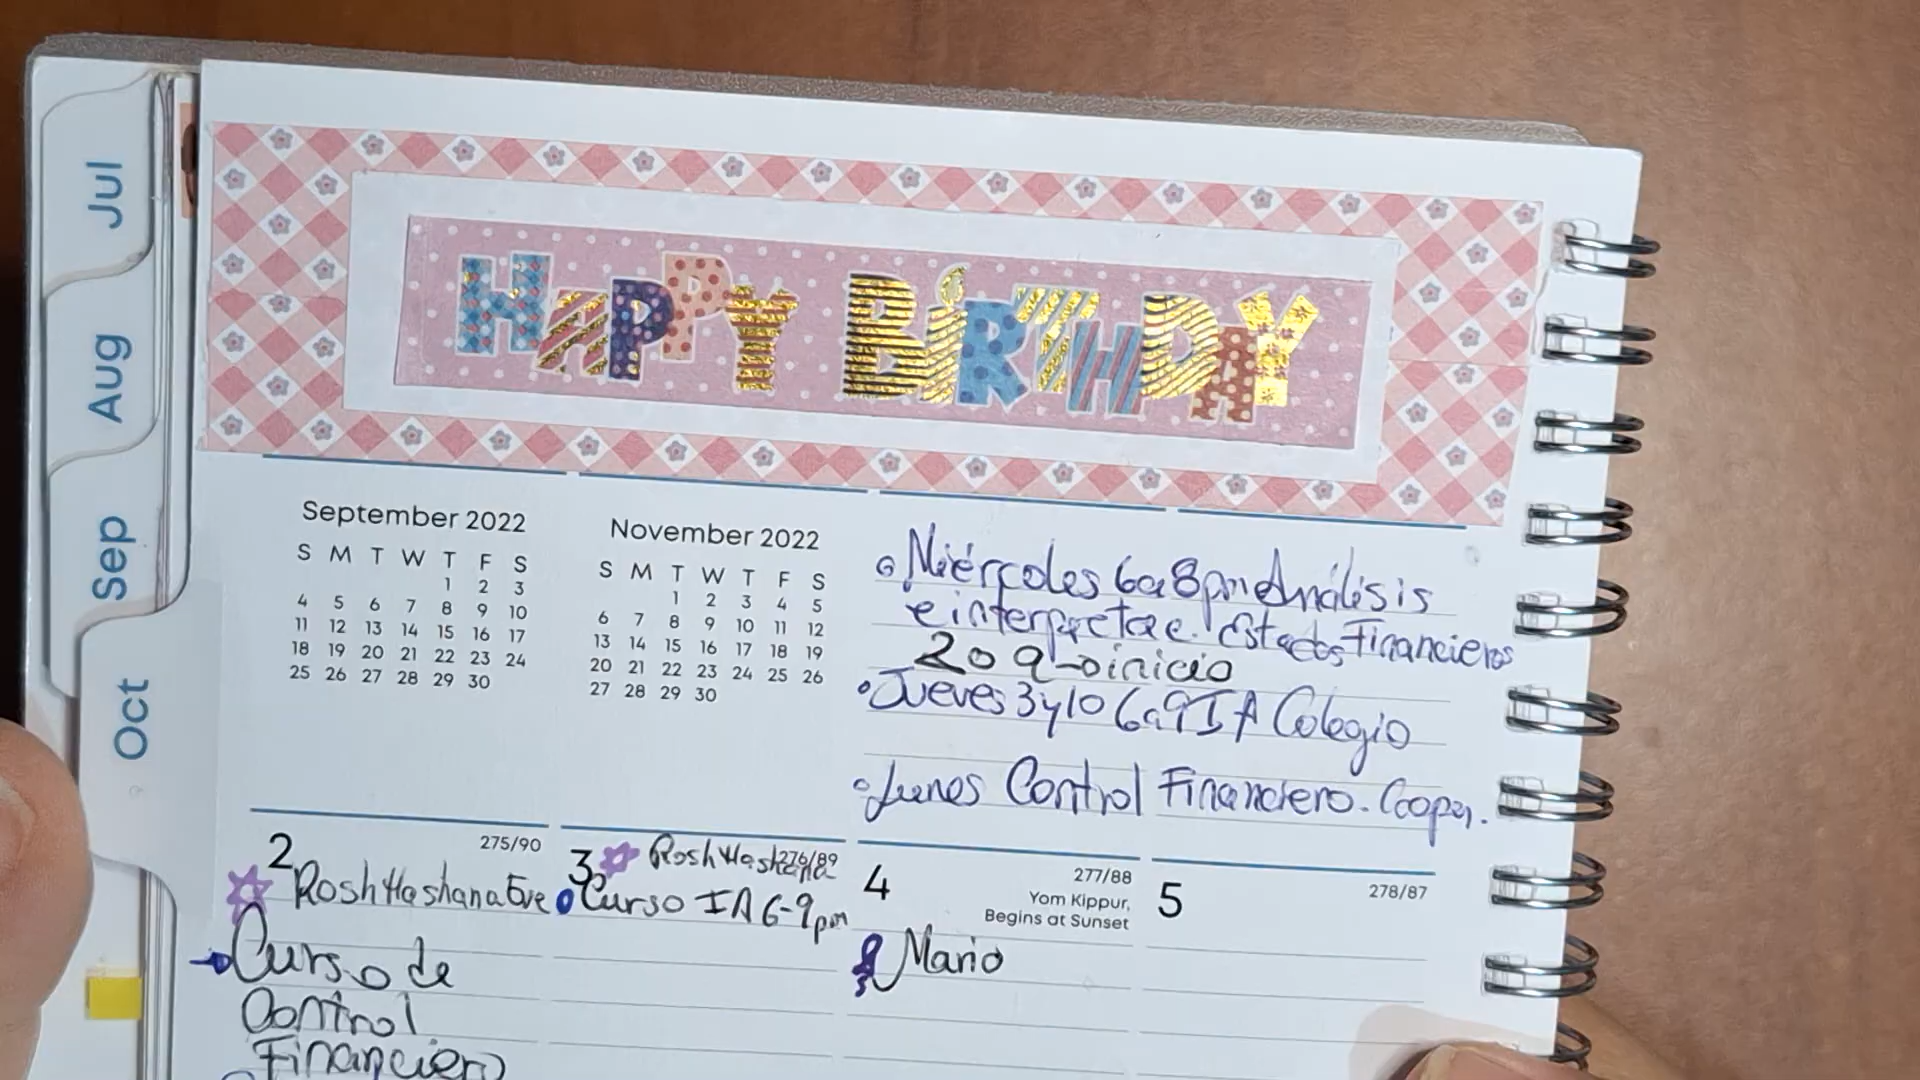 Jul
Aug
Sep
Oct
HAPPY BiRTHDAY
September 2022
S M T W T F S
1 2 3
4 5 6 7 8 9 10
11 12 13 14 15 16 17
18 19 20 21 22 23 24
25 26 27 28 29 30
November 2022
S M T W T F S
1 2 3 4 5
6 7 8 9 10 11 12
13 14 15 16 17 18 19
20 21 22 23 24 25 26
27 28 29 30
Miércoles 6a8pm Análisis
e Estados Financieros
inicio
Jueves 3y10 6a9 IA Colegio
Lunes Control Financiero. Cooper.
2 275/90
Rosh Hashana Eve
Curso de
Control
Financiero
3 Rosh Hashana 276/89
Curso IA 6-9pm
4 277/88
Yom Kippur,
Begins at Sunset
Mario
5 278/87